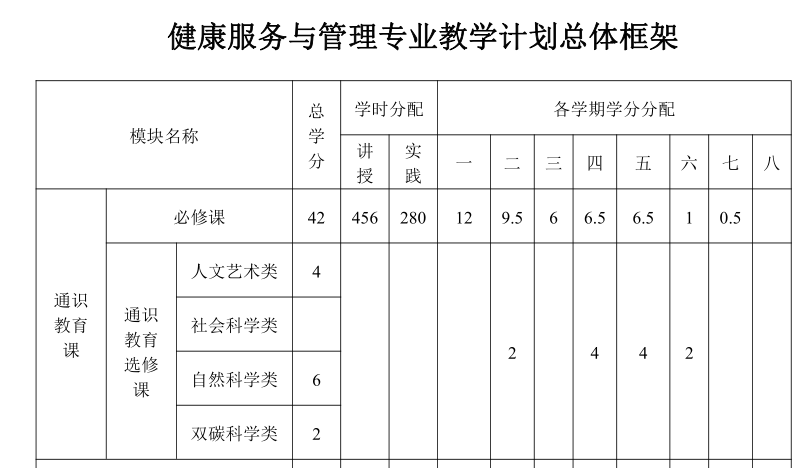 健康服务与管理专业教学计划总体框架
模块名称 总学分 学时分配 各学期学分分配
讲授 实践 一 二 三 四 五 六 七 八
通识教育课 必修课 42 456 280 12 9.5 6 6.5 6.5 1 0.5
通识教育选修课 人文艺术类 4 2 4 4 2
社会科学类
自然科学类 6
双碳科学类 2